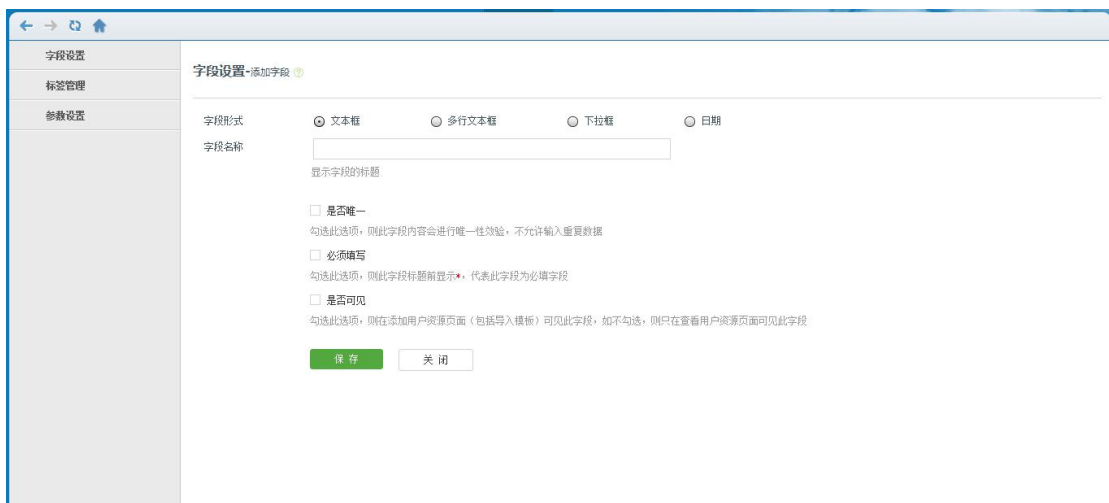 字段设置
标签管理
参数设置
字段设置-添加字段 ?
字段形式 文本框 多行文本框 下拉框 日期
字段名称
显示字段的标题
是否唯一
勾选此选项，则此字段内容会进行唯一性效验，不允许输入重复数据
必须填写
勾选此选项，则此字段标题前显示*，代表此字段为必填字段
是否可见
勾选此选项，则在添加用户资源页面（包括导入模板）可见此字段，如不勾选，则只在查看用户资源页面可见此字段
保存 关闭